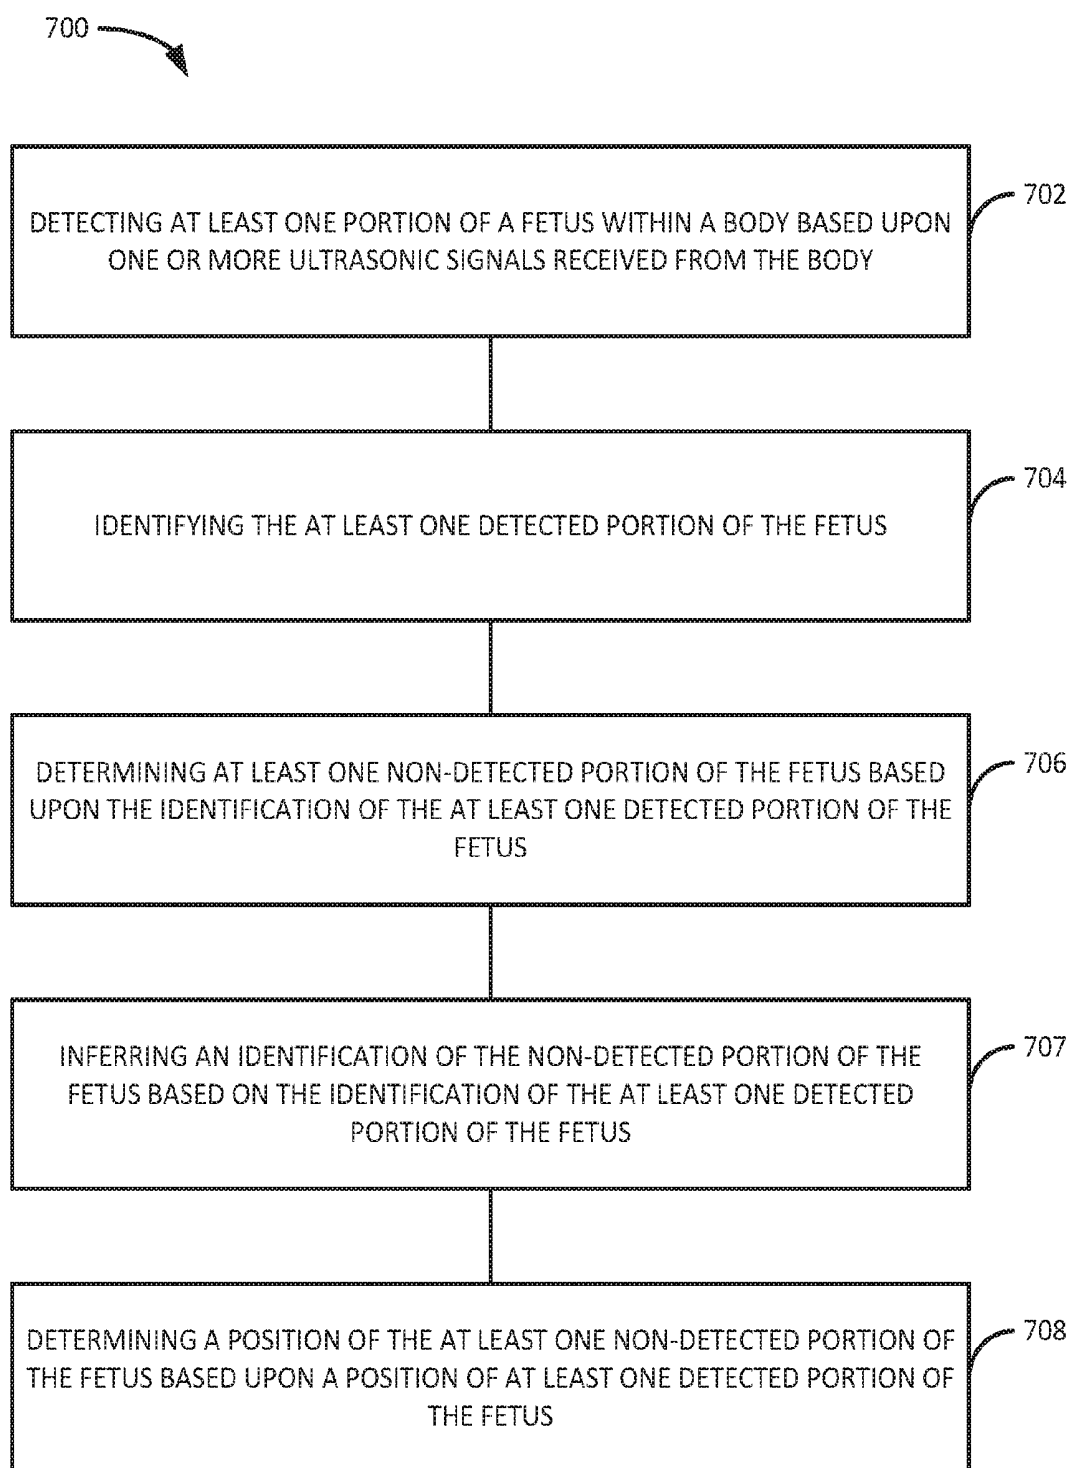 700
DETECTING AT LEAST ONE PORTION OF A FETUS WITHIN A BODY BASED UPON
ONE OR MORE ULTRASONIC SIGNALS RECEIVED FROM THE BODY
702
IDENTIFYING THE AT LEAST ONE DETECTED PORTION OF THE FETUS
704
DETERMINING AT LEAST ONE NON-DETECTED PORTION OF THE FETUS BASED
UPON THE IDENTIFICATION OF THE AT LEAST ONE DETECTED PORTION OF THE
FETUS
706
INFERRING AN IDENTIFICATION OF THE NON-DETECTED PORTION OF THE
FETUS BASED ON THE IDENTIFICATION OF THE AT LEAST ONE DETECTED
PORTION OF THE FETUS
707
DETERMINING A POSITION OF THE AT LEAST ONE NON-DETECTED PORTION OF
THE FETUS BASED UPON A POSITION OF AT LEAST ONE DETECTED PORTION OF
THE FETUS
708